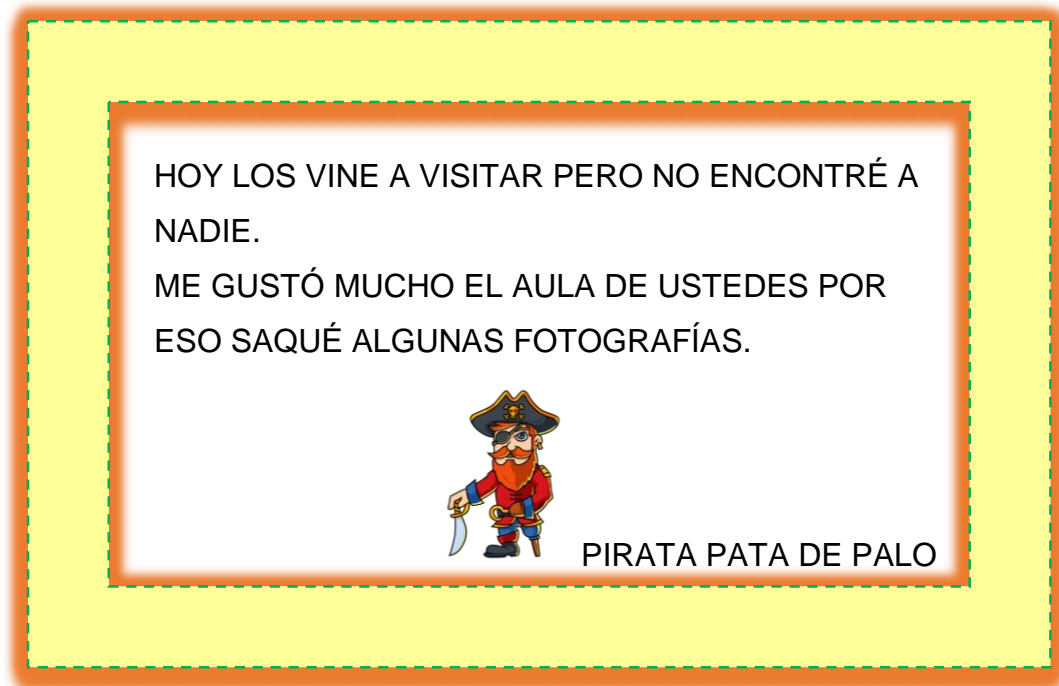 HOY LOS VINE A VISITAR PERO NO ENCONTRÉ A
NADIE.
ME GUSTÓ MUCHO EL AULA DE USTEDES POR
ESO SAQUÉ ALGUNAS FOTOGRAFÍAS.
PIRATA PATA DE PALO